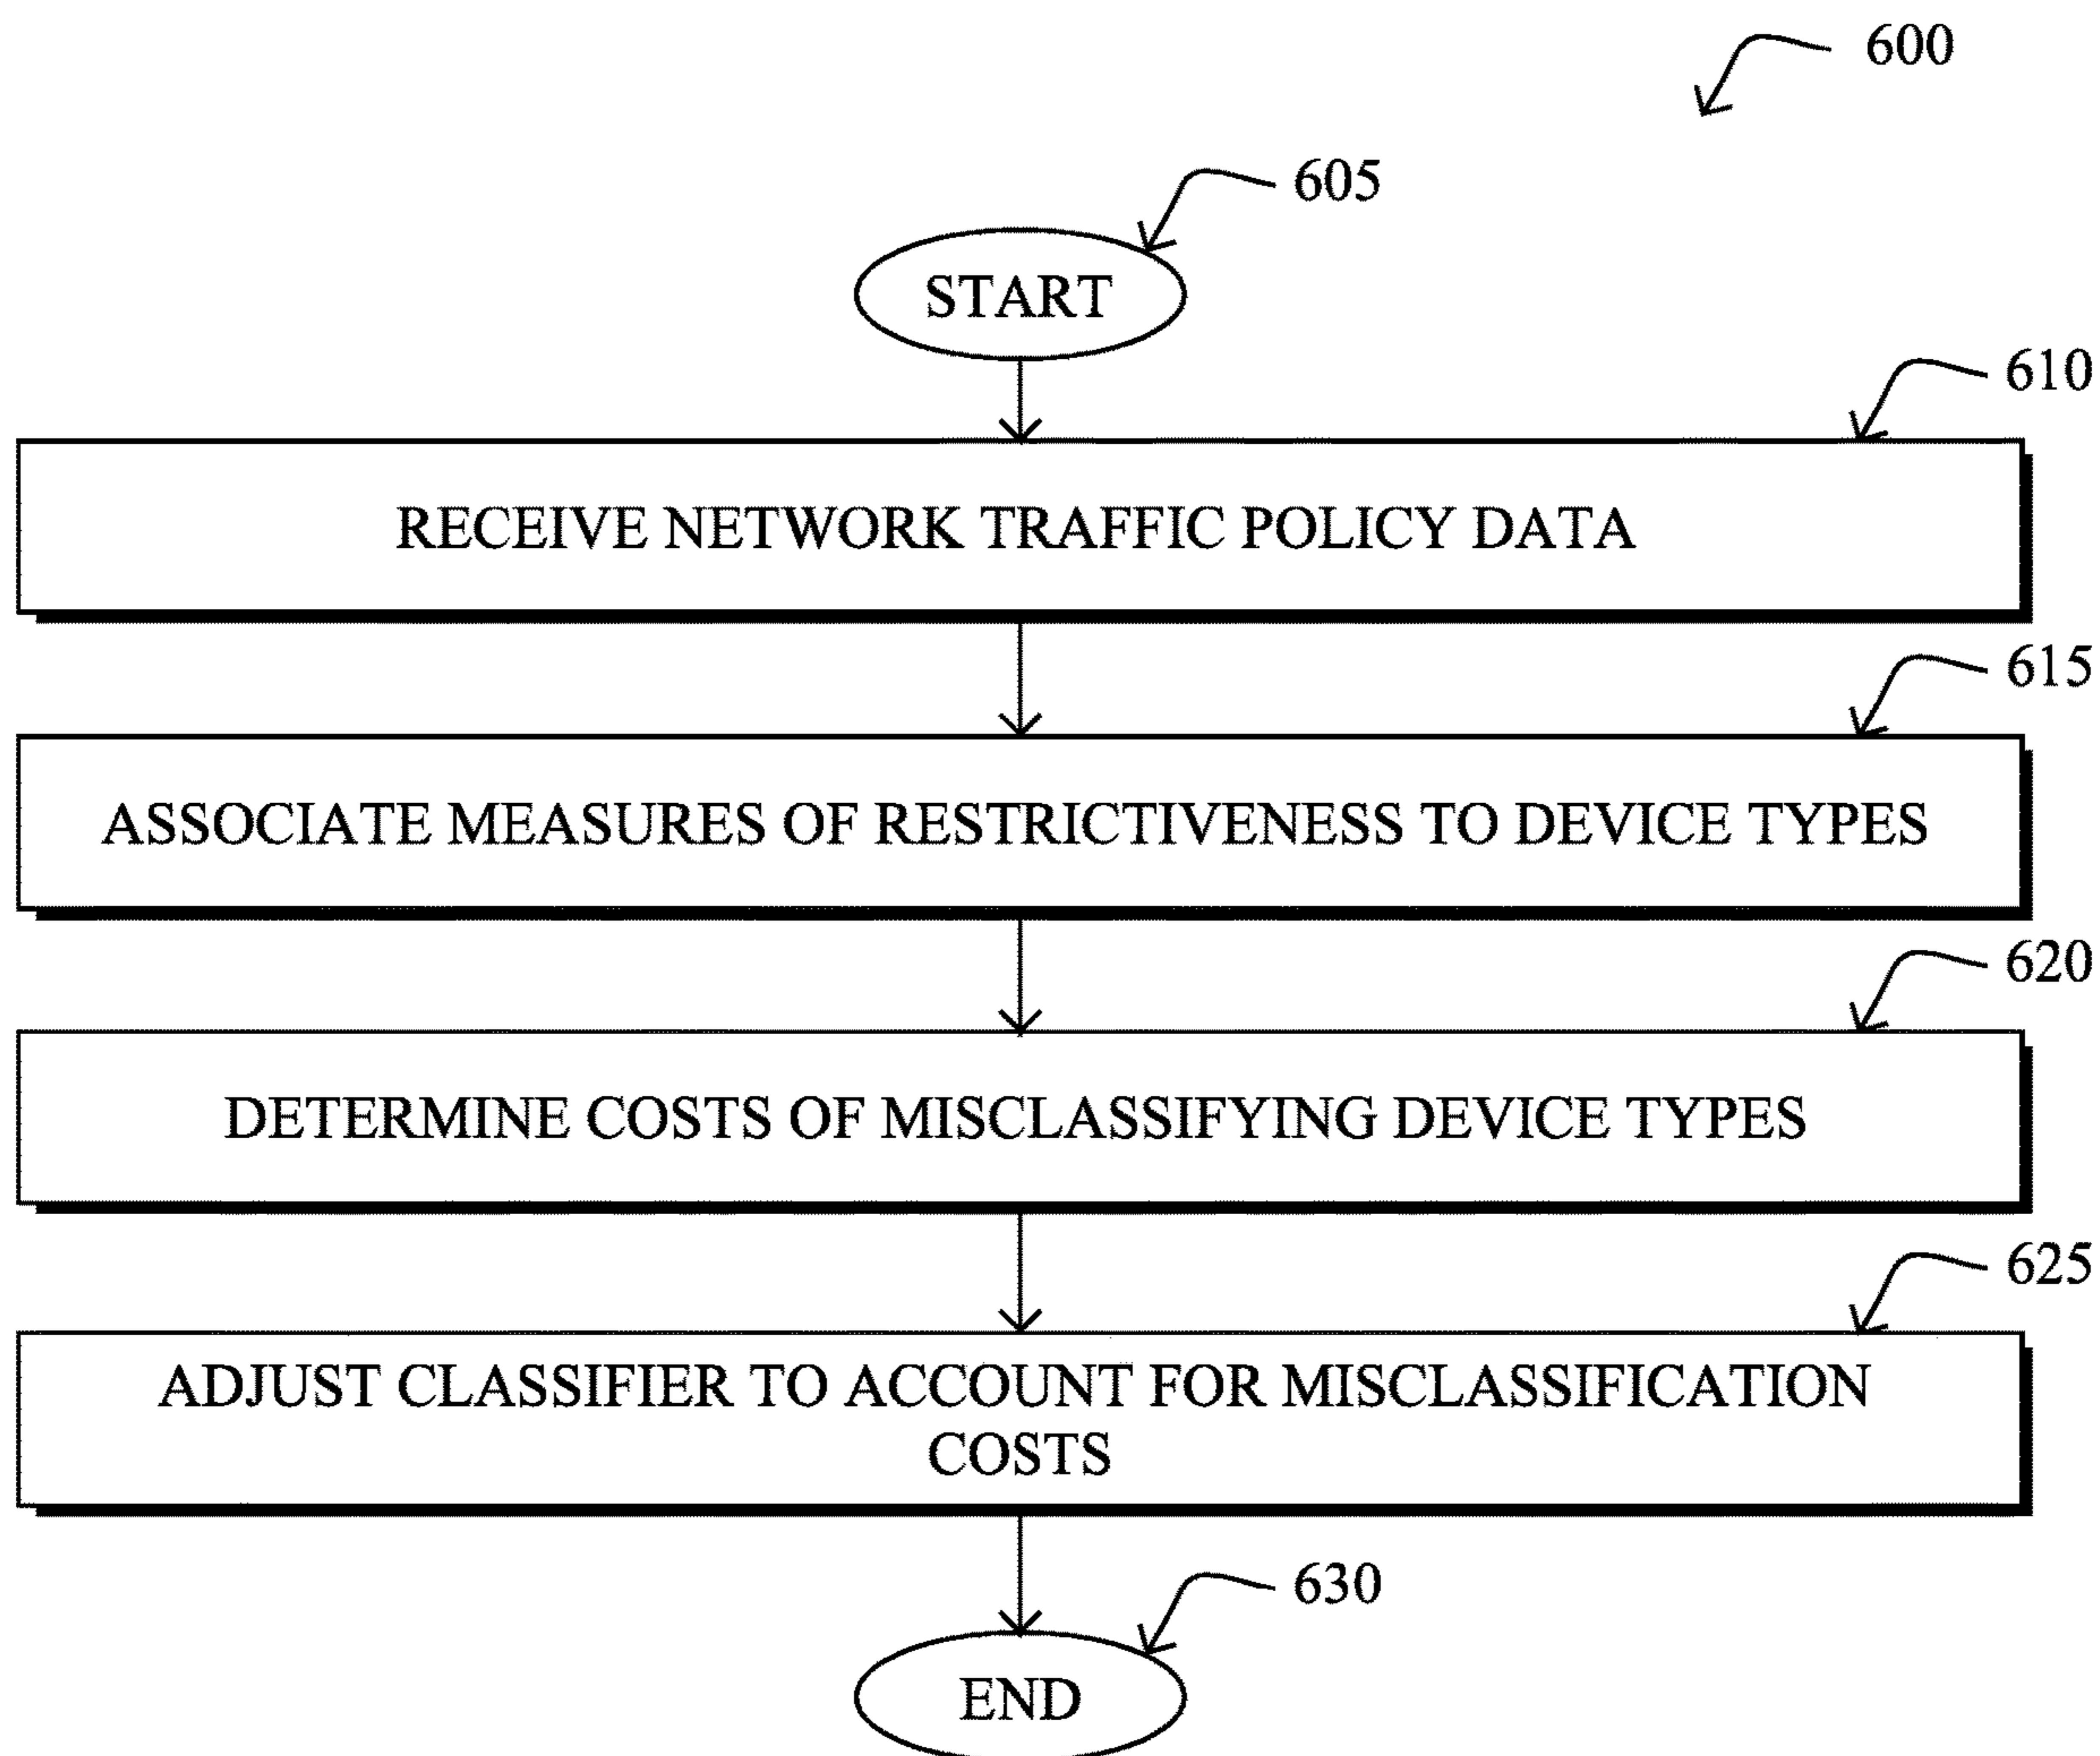 600
605
START
610
RECEIVE NETWORK TRAFFIC POLICY DATA
615
ASSOCIATE MEASURES OF RESTRICTIVENESS TO DEVICE TYPES
620
DETERMINE COSTS OF MISCLASSIFYING DEVICE TYPES
625
ADJUST CLASSIFIER TO ACCOUNT FOR MISCLASSIFICATION
COSTS
630
END